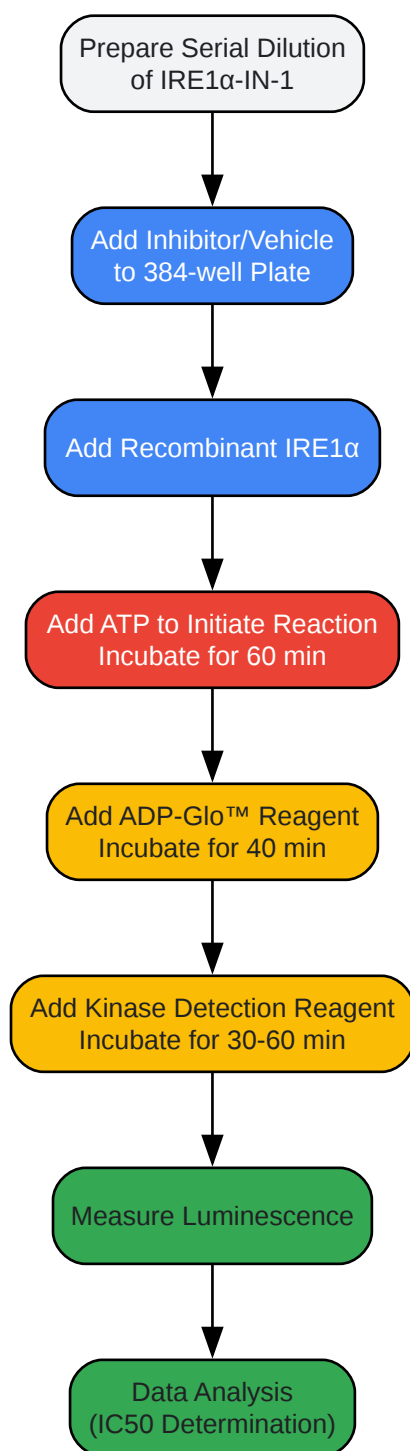 Prepare Serial Dilution
of IRE1α-IN-1
Add Inhibitor/Vehicle
to 384-well Plate
Add Recombinant IRE1α
Add ATP to Initiate Reaction
Incubate for 60 min
Add ADP-Glo™ Reagent
Incubate for 40 min
Add Kinase Detection Reagent
Incubate for 30-60 min
Measure Luminescence
Data Analysis
(IC50 Determination)